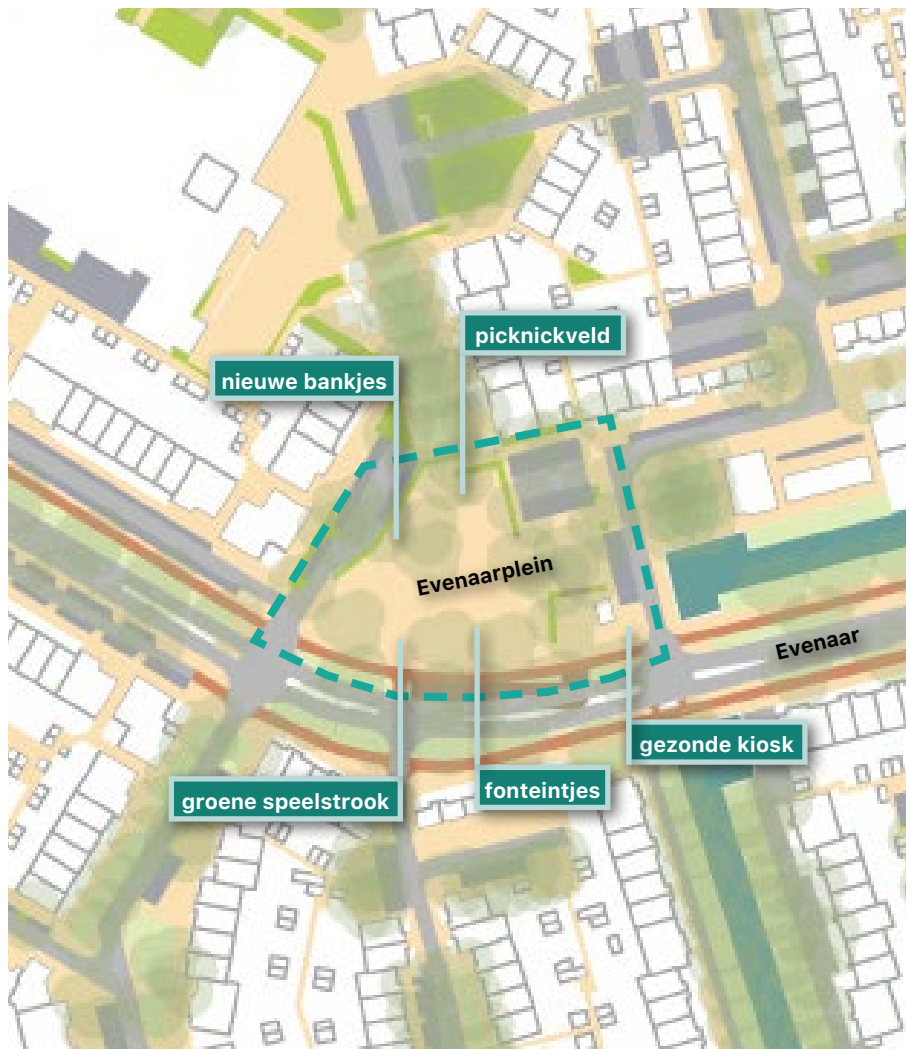 picknickveld
nieuwe bankjes
Evenaarplein
Evenaar
gezonde kiosk
fonteintjes
groene speelstrook